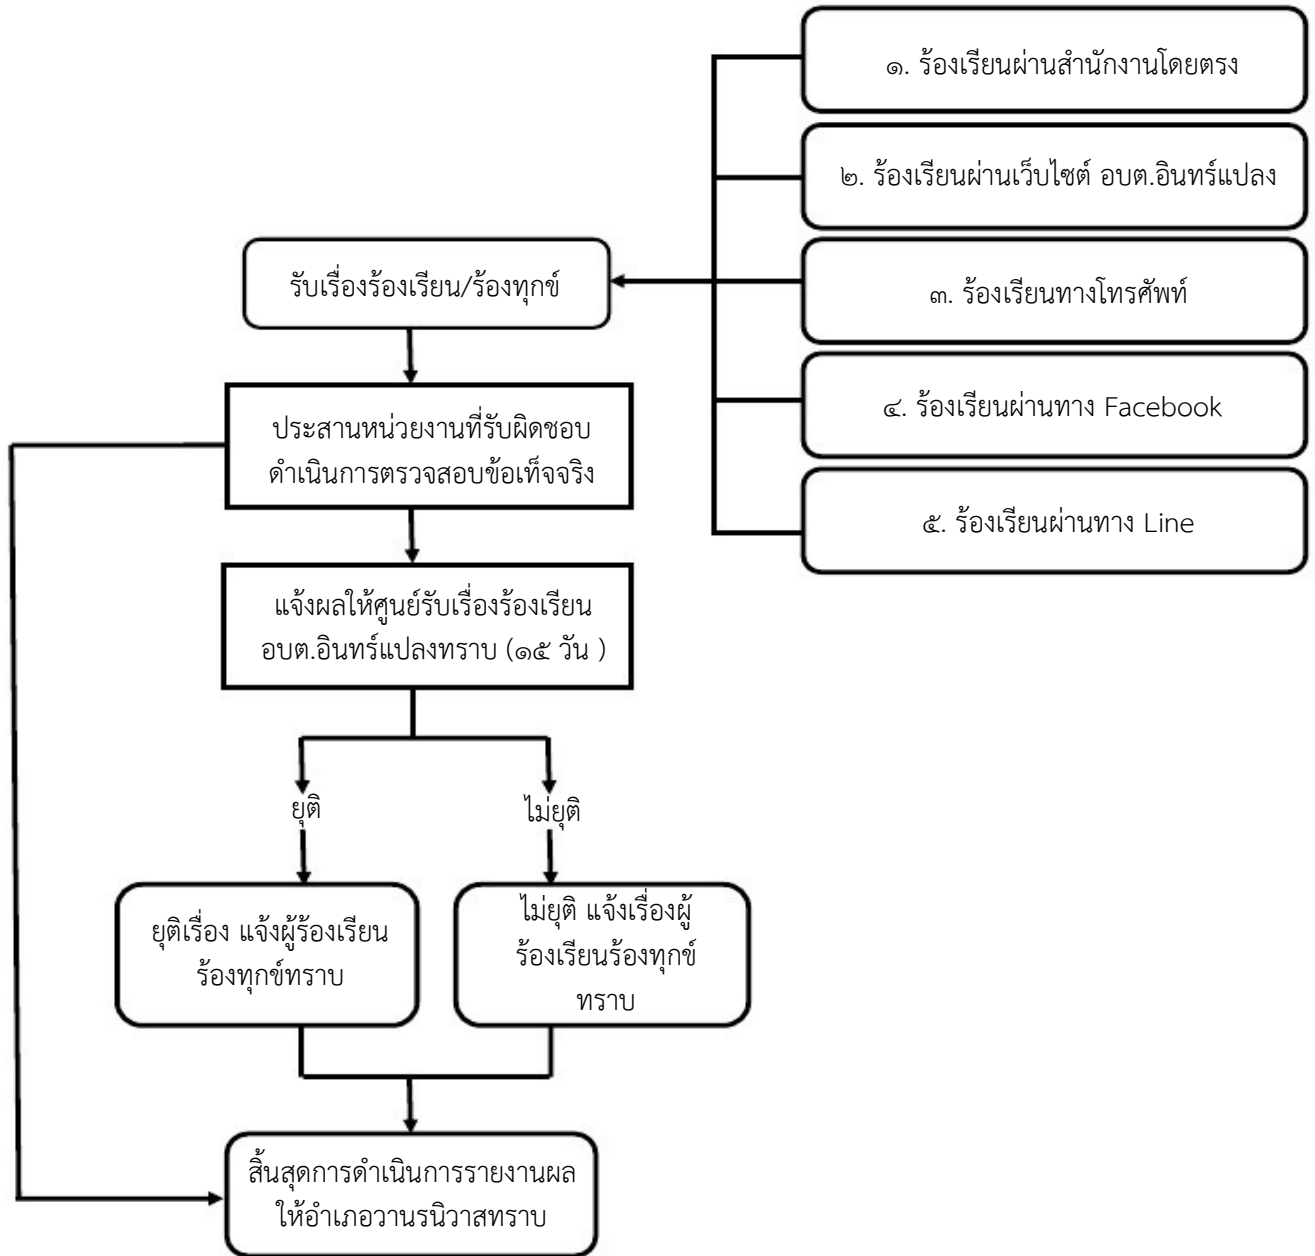 ๑. ร้องเรียนผ่านสำนักงานโดยตรง
๒. ร้องเรียนผ่านเว็บไซต์ อบต.อินทร์แปลง
๓. ร้องเรียนทางโทรศัพท์
๔. ร้องเรียนผ่านทาง Facebook
๕. ร้องเรียนผ่านทาง Line
รับเรื่องร้องเรียน/ร้องทุกข์
ประสานหน่วยงานที่รับผิดชอบ
ดำเนินการตรวจสอบข้อเท็จจริง
แจ้งผลให้ศูนย์รับเรื่องร้องเรียน
อบต.อินทร์แปลงทราบ (๑๕ วัน )
ยุติ
ไม่ยุติ
ยุติเรื่อง แจ้งผู้ร้องเรียน
ร้องทุกข์ทราบ
ไม่ยุติ แจ้งเรื่องผู้
ร้องเรียนร้องทุกข์
ทราบ
สิ้นสุดการดำเนินการรายงานผล
ให้อำเภอวานรนิวาสทราบ